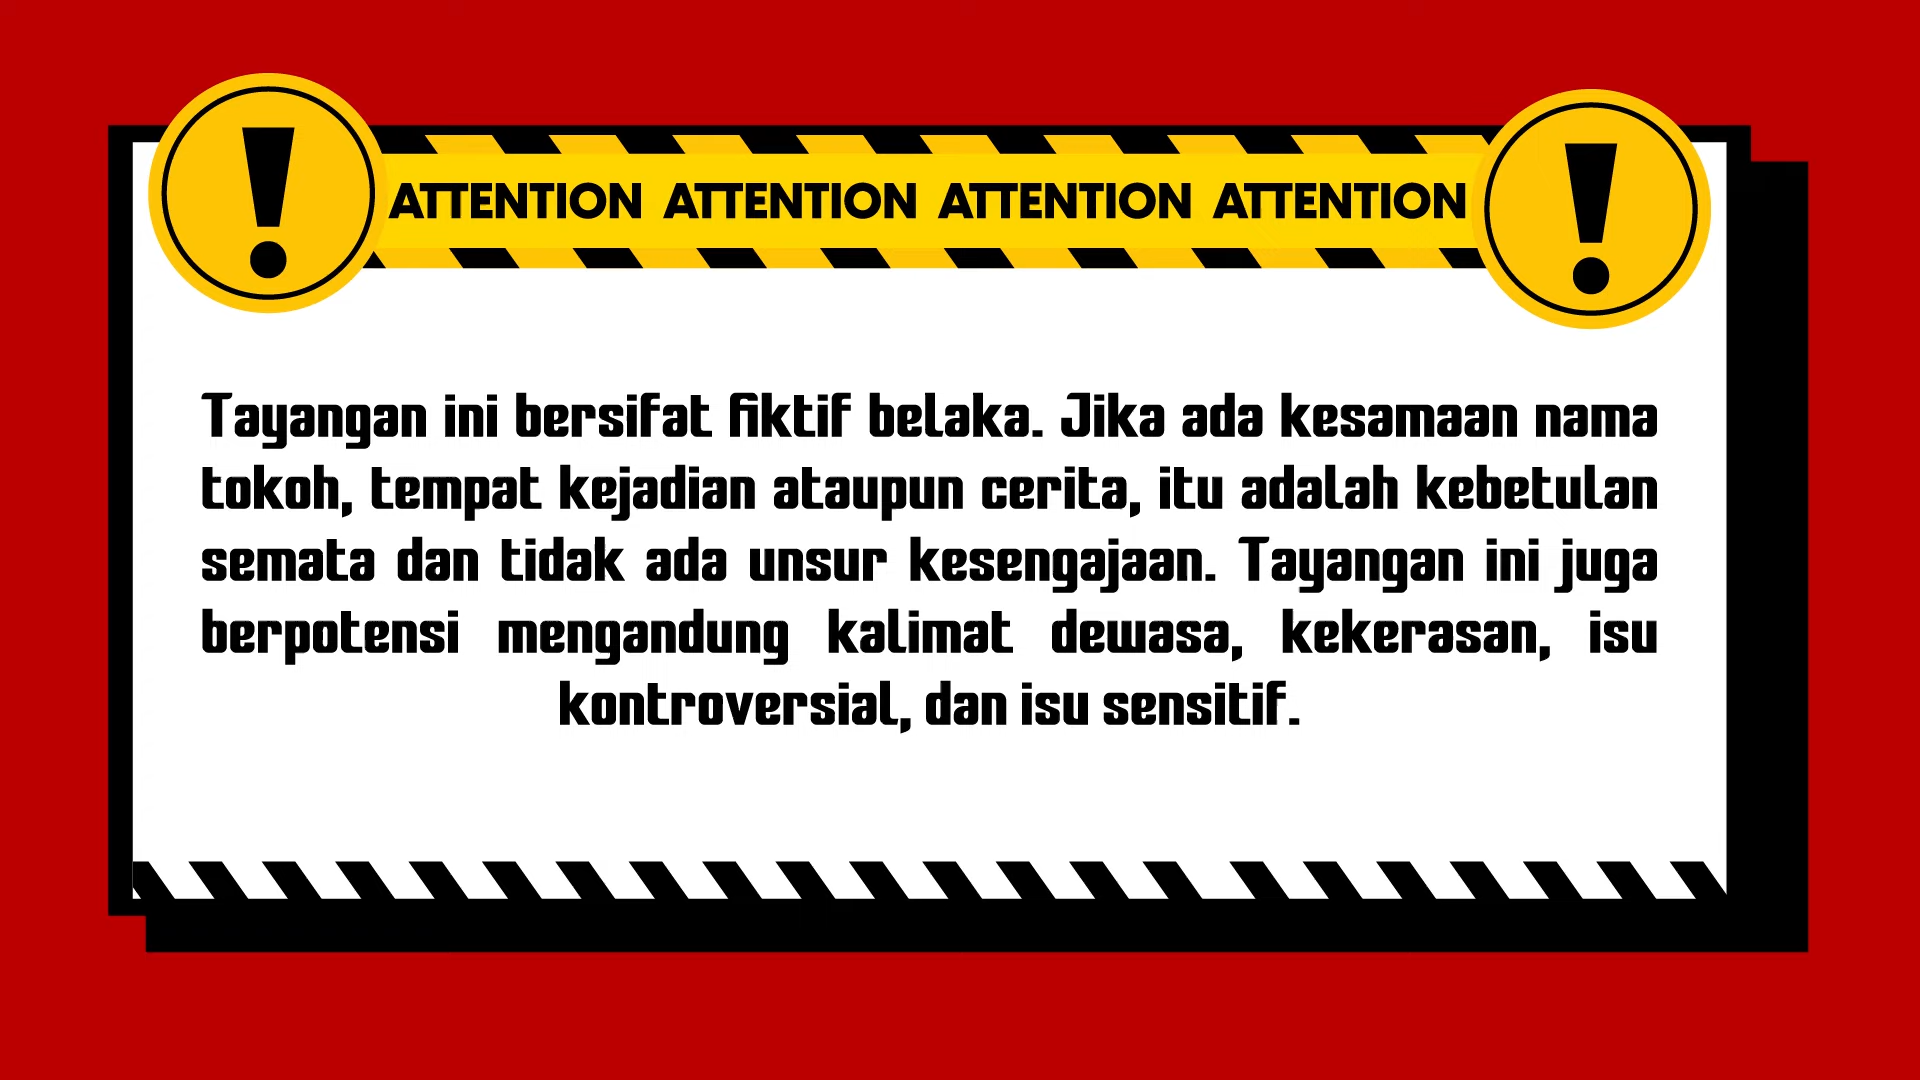 ATTENTION ATTENTION ATTENTION ATTENTION
Tayangan ini bersifat fiktif belaka. Jika ada kesamaan nama
tokoh, tempat kejadian ataupun cerita, itu adalah kebetulan
semata dan tidak ada unsur kesengajaan. Tayangan ini juga
berpotensi mengandung kalimat dewasa, kekerasan, isu
kontroversial, dan isu sensitif.